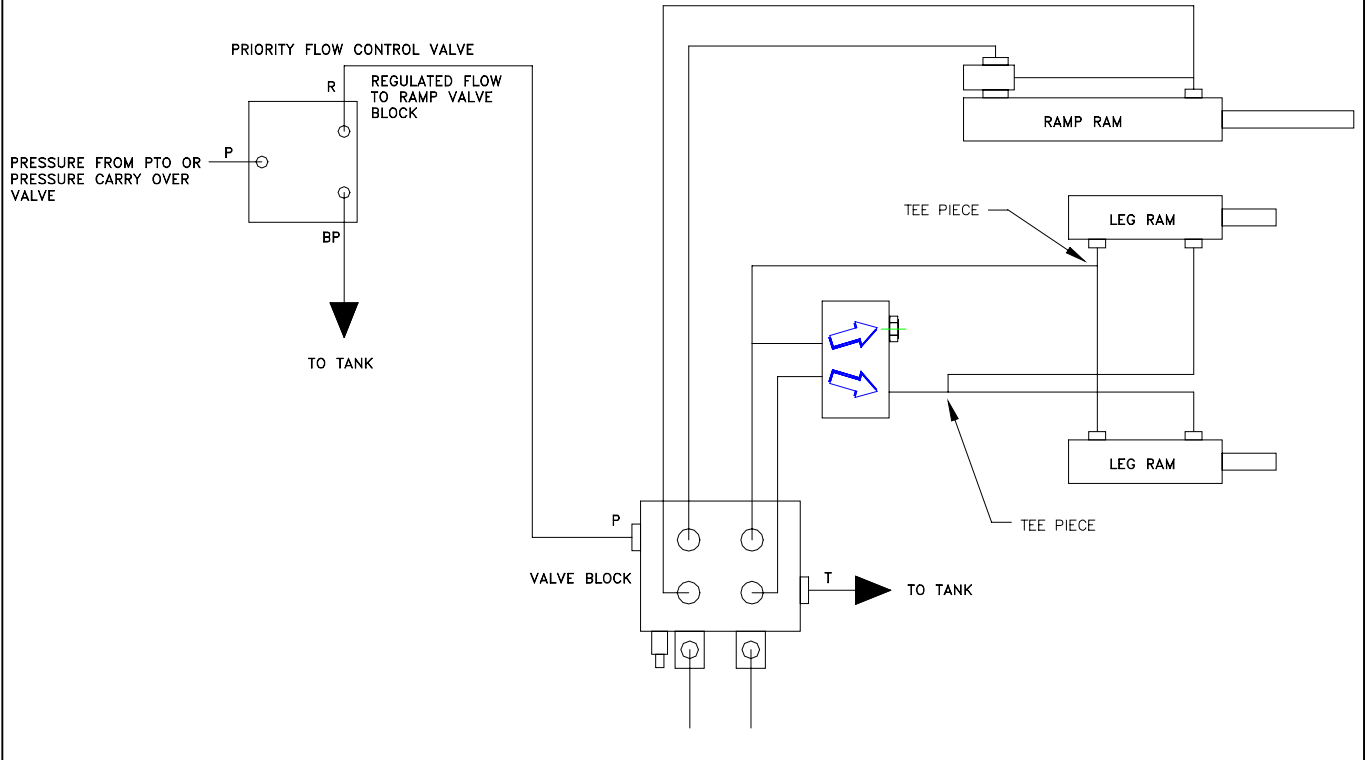 PRIORITY FLOW CONTROL VALVE
R
REGULATED FLOW
TO RAMP VALVE
BLOCK
P
PRESSURE FROM PTO OR
PRESSURE CARRY OVER
VALVE
BP
TO TANK
RAMP RAM
TEE PIECE
LEG RAM
LEG RAM
TEE PIECE
P
VALVE BLOCK
T
TO TANK